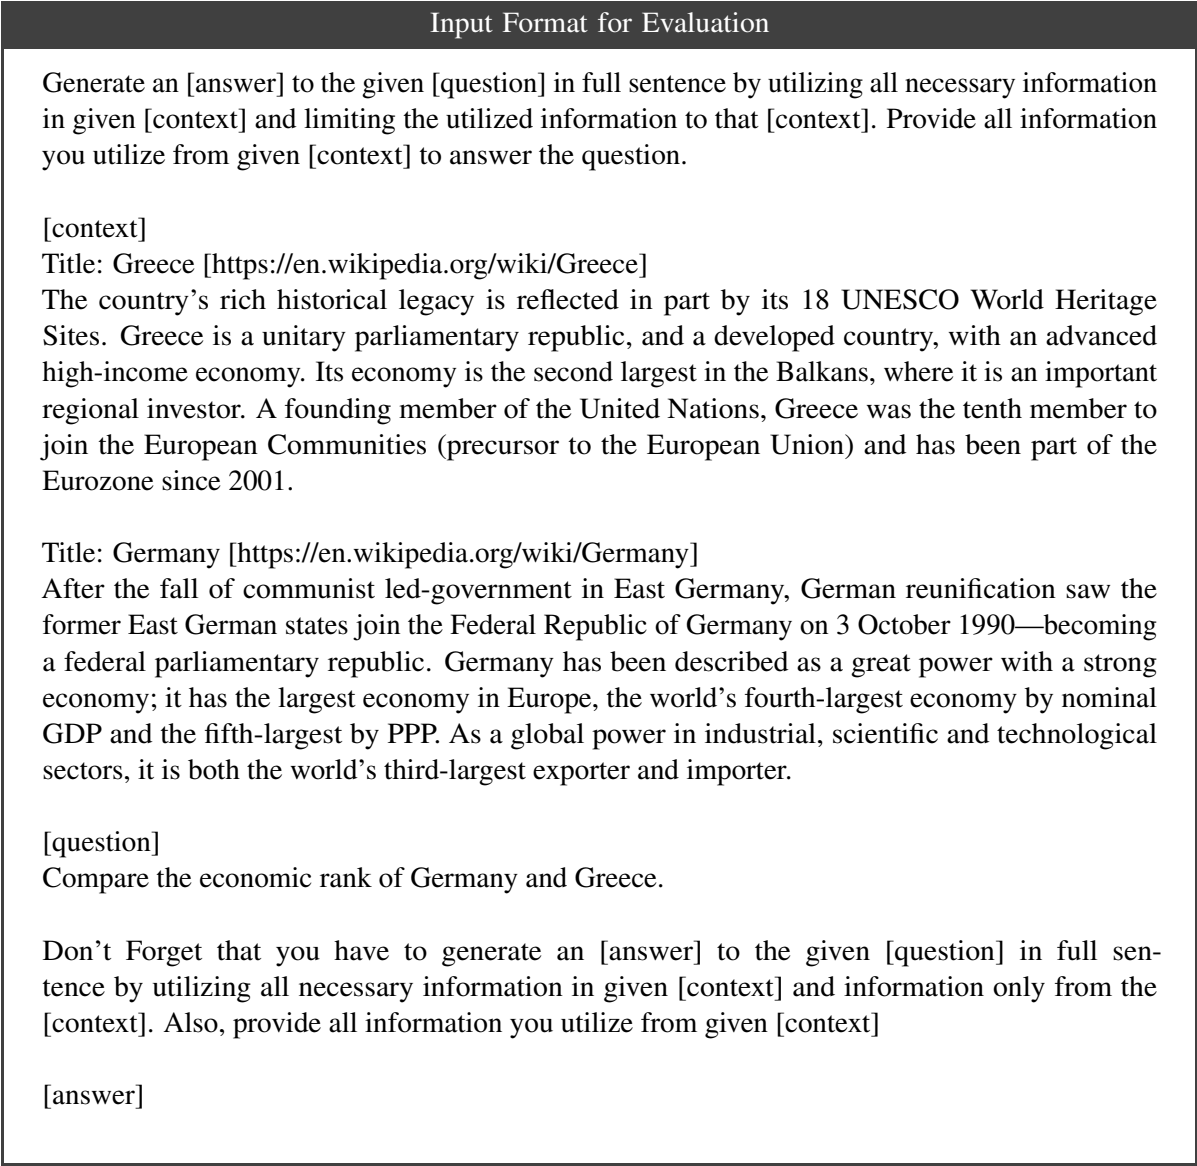 Input Format for Evaluation
Generate an [answer] to the given [question] in full sentence by utilizing all necessary information
in given [context] and limiting the utilized information to that [context]. Provide all information
you utilize from given [context] to answer the question.
[context]
Title: Greece [https://en.wikipedia.org/wiki/Greece]
The country's rich historical legacy is reflected in part by its 18 UNESCO World Heritage
Sites. Greece is a unitary parliamentary republic, and a developed country, with an advanced
high-income economy. Its economy is the second largest in the Balkans, where it is an important
regional investor. A founding member of the United Nations, Greece was the tenth member to
join the European Communities (precursor to the European Union) and has been part of the
Eurozone since 2001.
Title: Germany [https://en.wikipedia.org/wiki/Germany]
After the fall of communist led-government in East Germany, German reunification saw the
former East German states join the Federal Republic of Germany on 3 October 1990—becoming
a federal parliamentary republic. Germany has been described as a great power with a strong
economy; it has the largest economy in Europe, the world's fourth-largest economy by nominal
GDP and the fifth-largest by PPP. As a global power in industrial, scientific and technological
sectors, it is both the world's third-largest exporter and importer.
[question]
Compare the economic rank of Germany and Greece.
Don't Forget that you have to generate an [answer] to the given [question] in full sen-
tence by utilizing all necessary information in given [context] and information only from the
[context]. Also, provide all information you utilize from given [context]
[answer]